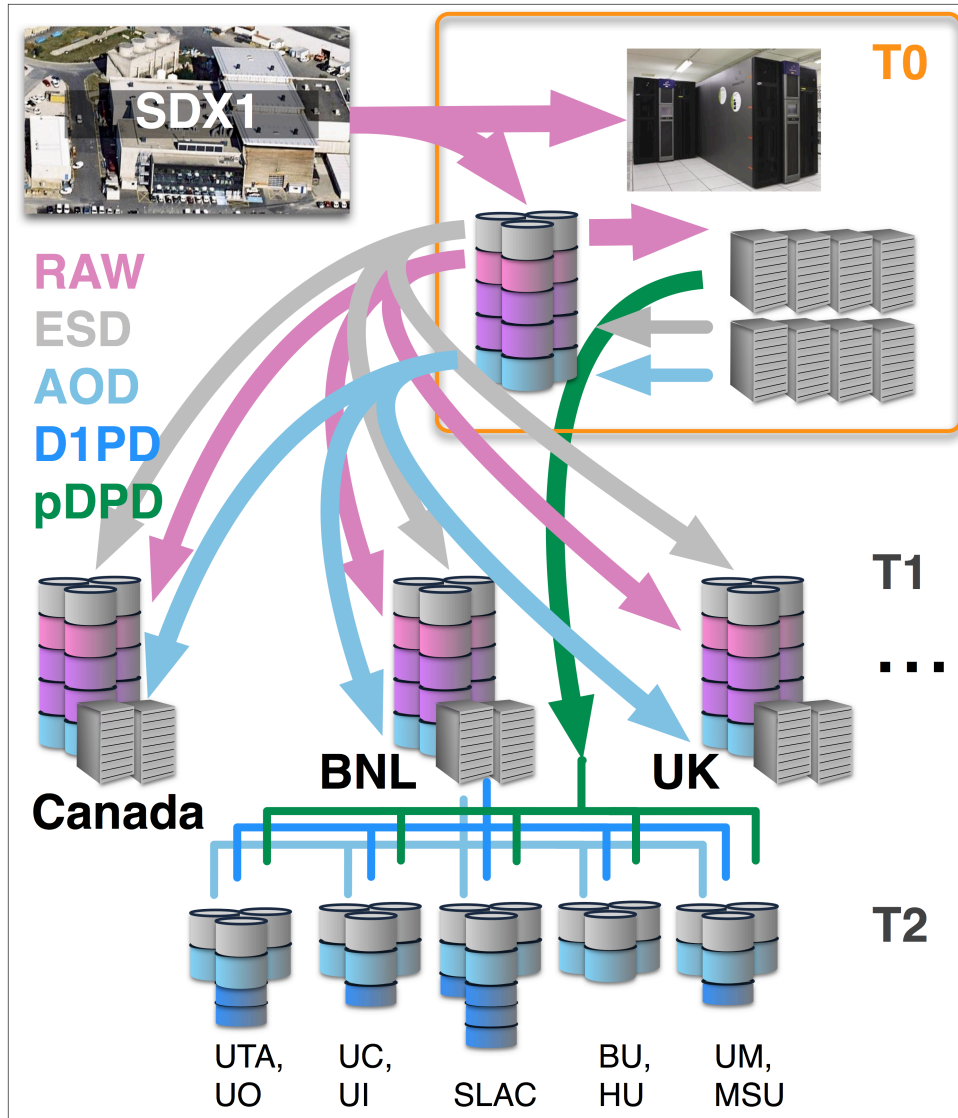 SDX1
T0
RAW
ESD
AOD
D1PD
pDPD
T1
...
BNL
UK
Canada
T2
UTA,
UO
UC,
UI
SLAC
BU,
HU
UM,
MSU